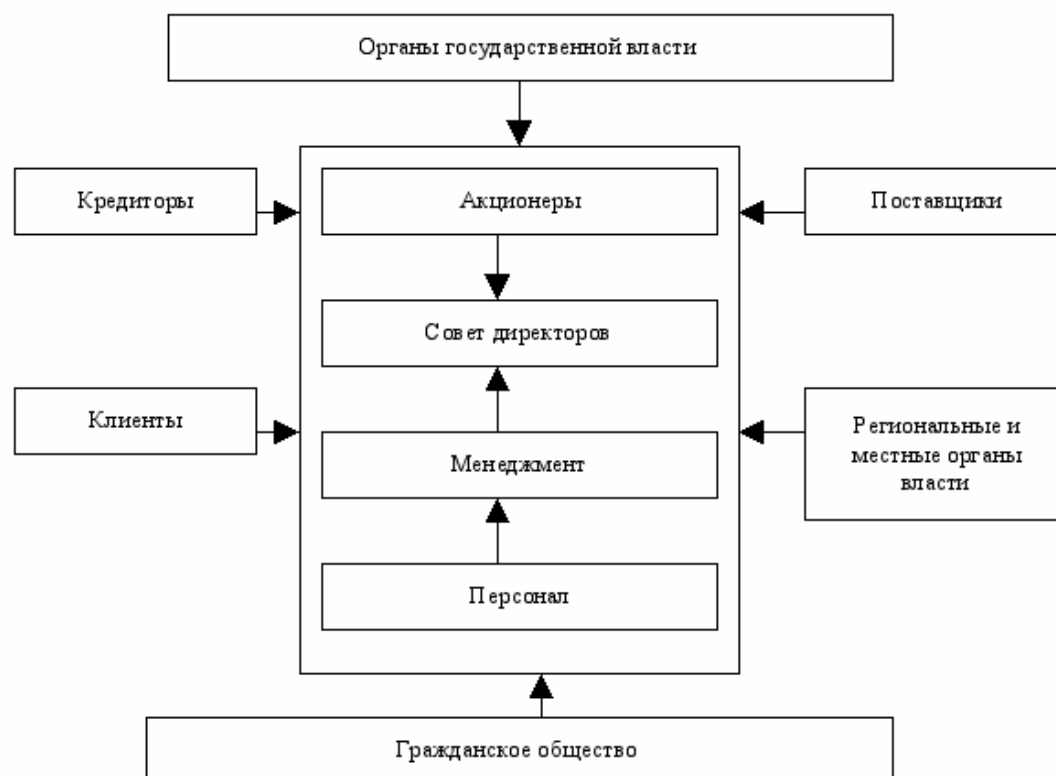 Органы государственной власти
Кредиторы
Акционеры
Поставщики
Совет директоров
Клиенты
Менеджмент
Региональные и
местные органы
власти
Персонал
Гражданское общество